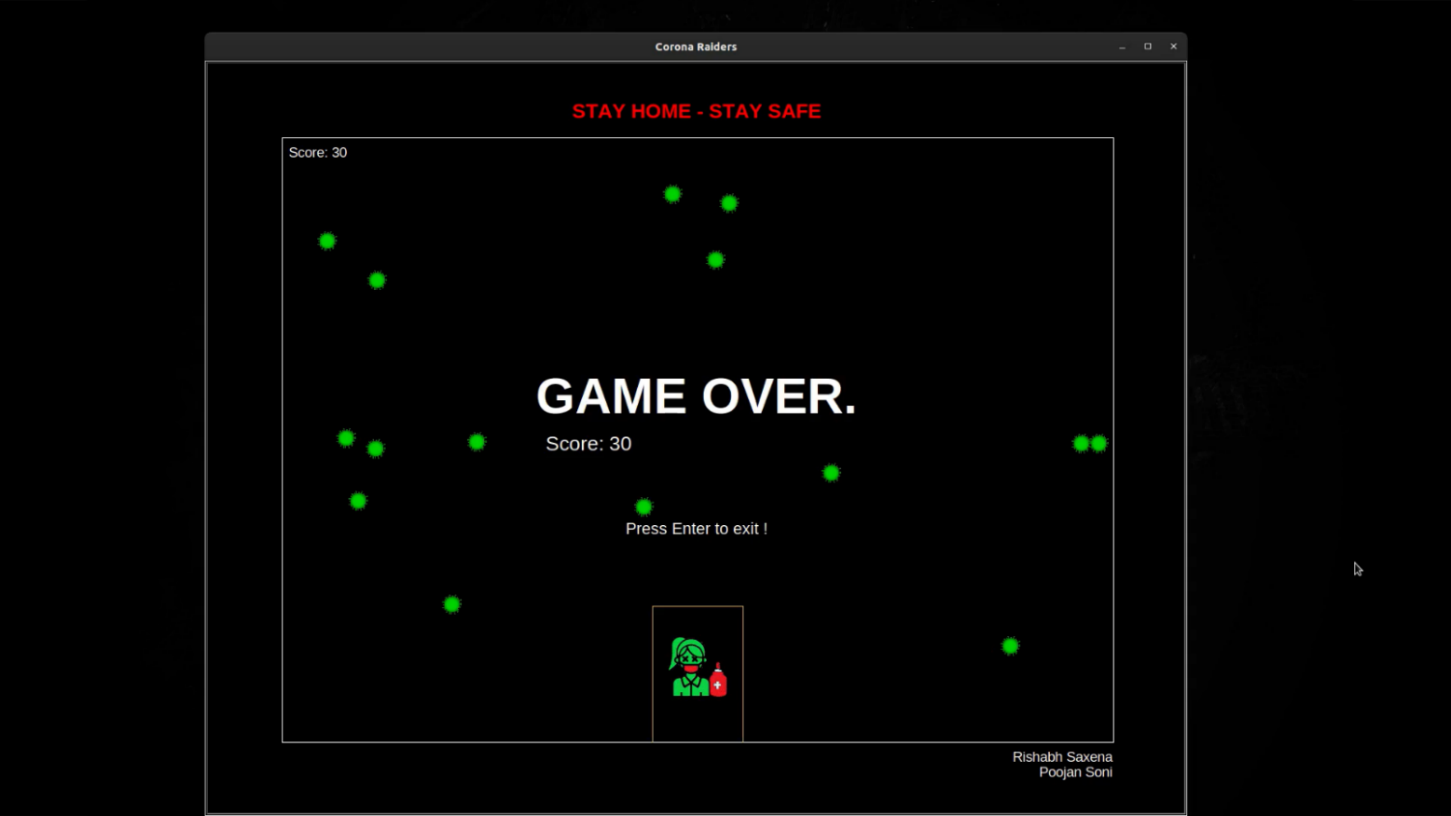 Corona Raiders
STAY HOME - STAY SAFE
Score: 30
GAME OVER.
Score: 30
Press Enter to exit !
Rishabh Saxena
Poojan Soni